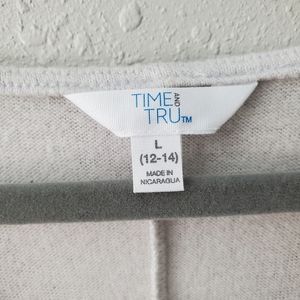 TIME AND
TRU™
L
(12-14)
MADE IN
NICARAGUA